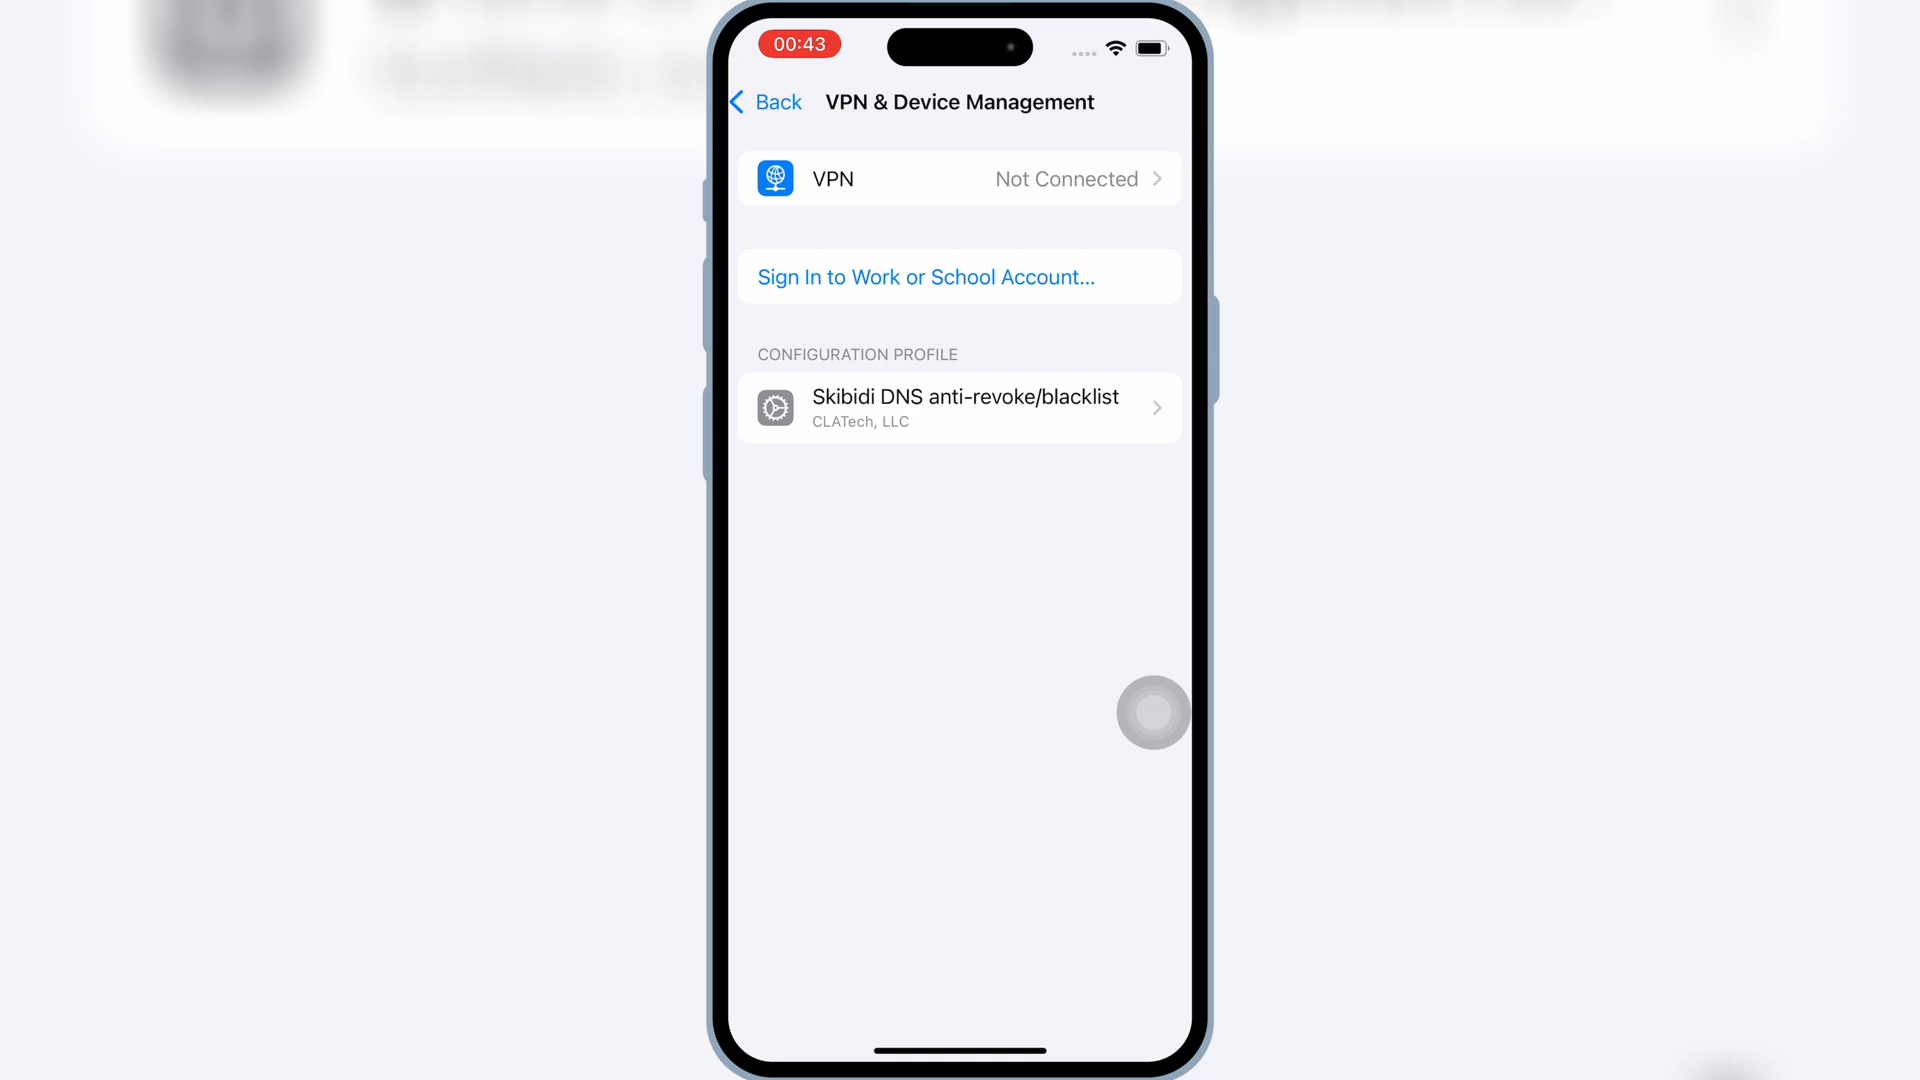 00:43
Back
VPN & Device Management
VPN
Not Connected
Sign In to Work or School Account...
CONFIGURATION PROFILE
Skibidi DNS anti-revoke/blacklist
CLATech, LLC